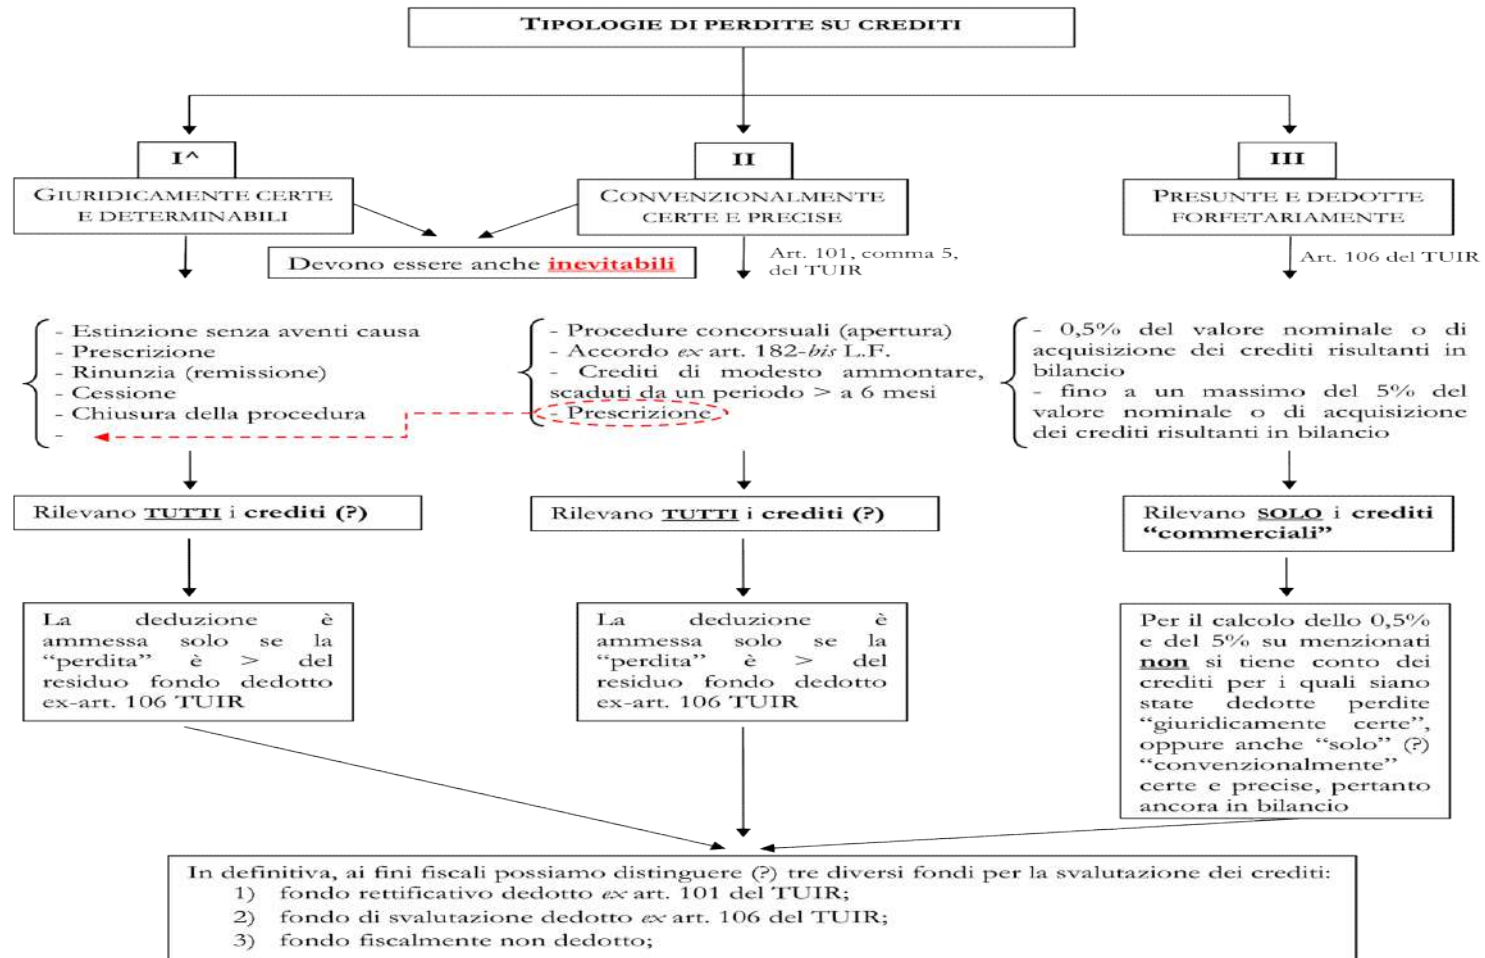 TIPOLOGIE DI PERDITE SU CREDITI
I^
GIURIDICAMENTE CERTE
E DETERMINABILI
II
CONVENZIONALMENTE
CERTE E PRECISE
III
PRESUNTE E DEDOTTE
FORFETARIAMENTE
Devono essere anche inevitabili
Art. 101, comma 5,
del TUIR
Art. 106 del TUIR
- Estinzione senza aventi causa
- Prescrizione
- Rinunzia (remissione)
- Cessione
- Chiusura della procedura
-
- Procedure concorsuali (apertura)
- Accordo ex art. 182-bis L.F.
- Crediti di modesto ammontare,
scaduti da un periodo > a 6 mesi
- Prescrizione
- 0,5% del valore nominale o di
acquisizione dei crediti risultanti in
bilancio
- fino a un massimo del 5% del
valore nominale o di acquisizione
dei crediti risultanti in bilancio
Rilevano TUTTI i crediti (?)
Rilevano TUTTI i crediti (?)
Rilevano SOLO i crediti
“commerciali”
La deduzione è
ammessa solo se la
“perdita” è > del
residuo fondo dedotto
ex-art. 106 TUIR
La deduzione è
ammessa solo se la
“perdita” è > del
residuo fondo dedotto
ex-art. 106 TUIR
Per il calcolo dello 0,5%
e del 5% su menzionati
non si tiene conto dei
crediti per i quali siano
state dedotte perdite
“giuridicamente certe”,
oppure anche “solo” (?)
“convenzionalmente”
certe e precise, pertanto
ancora in bilancio
In definitiva, ai fini fiscali possiamo distinguere (?) tre diversi fondi per la svalutazione dei crediti:
1) fondo rettificativo dedotto ex art. 101 del TUIR;
2) fondo di svalutazione dedotto ex art. 106 del TUIR;
3) fondo fiscalmente non dedotto;